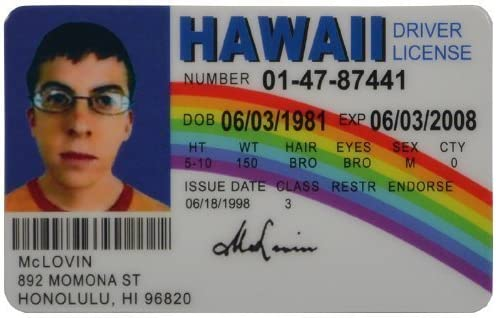 HAWAII DRIVER LICENSE
NUMBER 01-47-87441
DOB 06/03/1981 EXP 06/03/2008
HT WT HAIR EYES SEX CTY
5-10 150 BRO BRO M 0
ISSUE DATE CLASS RESTR ENDORSE
06/18/1998 3
McLovin
McLOVIN
892 MOMONA ST
HONOLULU, HI 96820